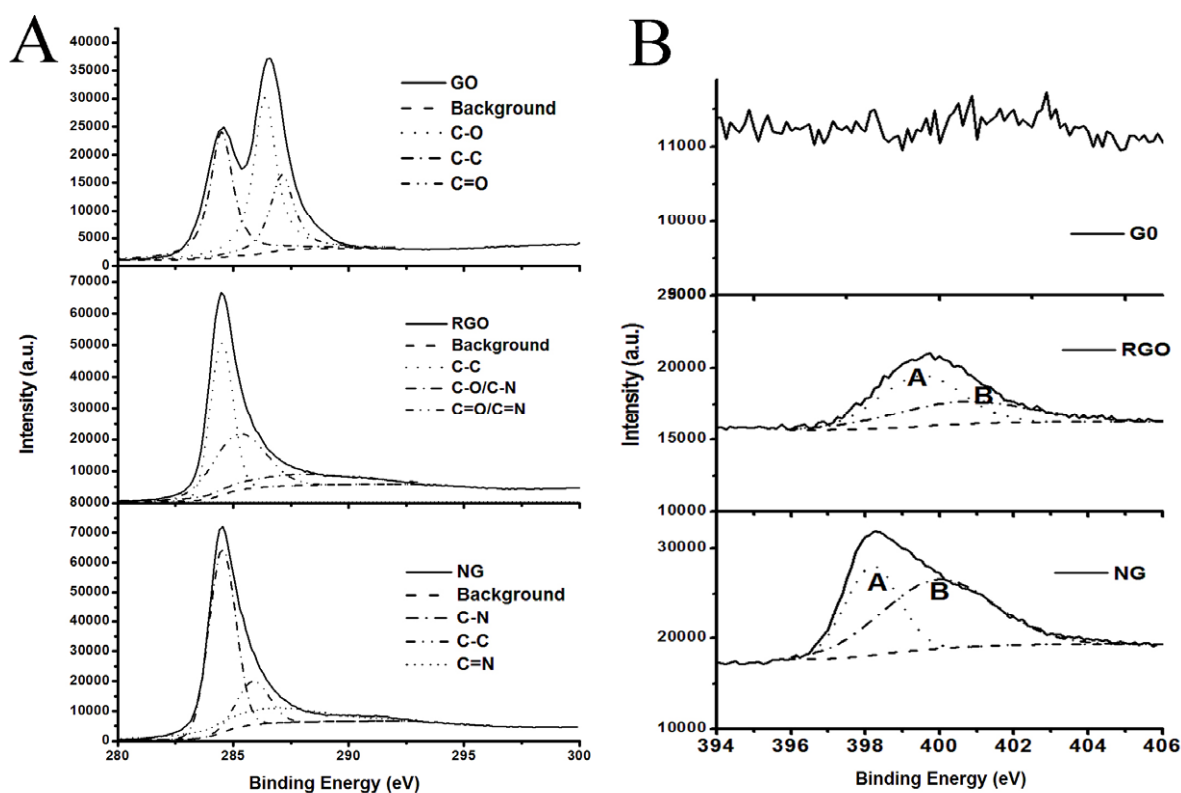 A
40000
35000
30000
25000
20000
15000
10000
5000
0
GO
Background
C-O
C-C
C=O
70000
60000
50000
40000
30000
20000
10000
80000
RGO
Background
C-C
C-O/C-N
C=O/C=N
70000
60000
50000
40000
30000
20000
10000
0
NG
Background
C-N
C-C
C=N
280 285 290 295 300
Intensity (a.u.)
Binding Energy (eV)
B
11000
10000
G0
20000
15000
10000
A
B
RGO
30000
20000
10000
A
B
NG
394 396 398 400 402 404 406
Intensity (a.u.)
Binding Energy (eV)